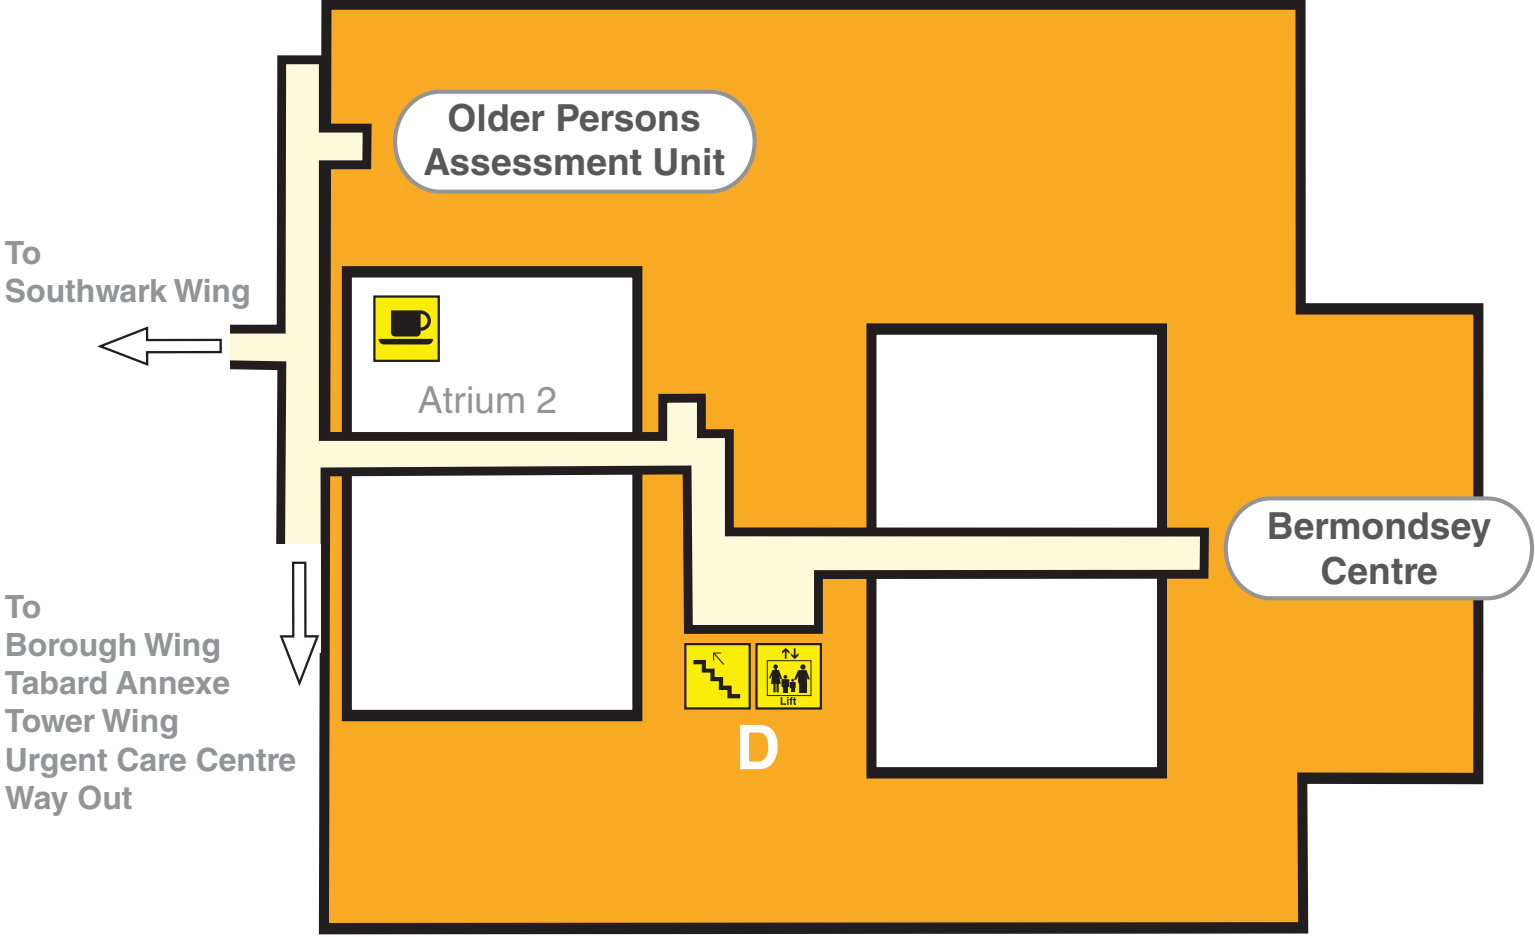 Older Persons
Assessment Unit
To
Southwark Wing
Atrium 2
Bermondsey
Centre
To
Borough Wing
Tabard Annexe
Tower Wing
Urgent Care Centre
Way Out
Lift
D